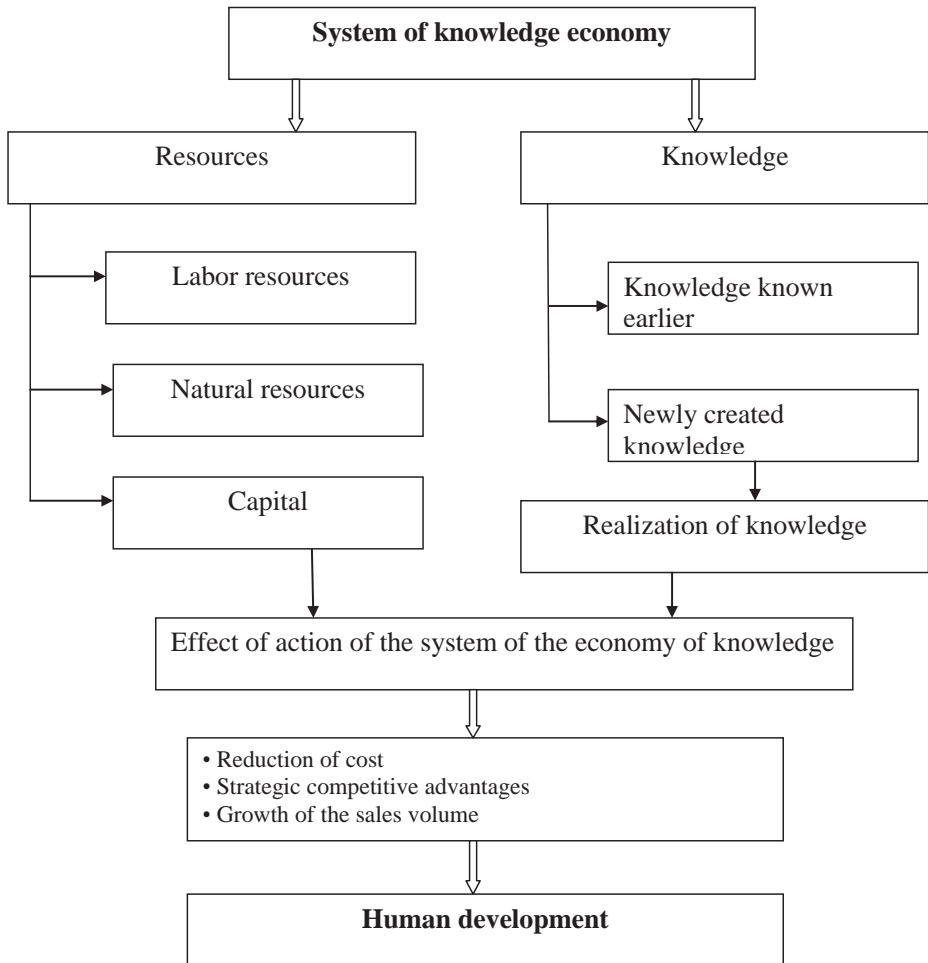 System of knowledge economy
Resources
Knowledge
Labor resources
Knowledge known
earlier
Natural resources
Newly created
knowledge
Capital
Realization of knowledge
Effect of action of the system of the economy of knowledge
• Reduction of cost
• Strategic competitive advantages
• Growth of the sales volume
Human development